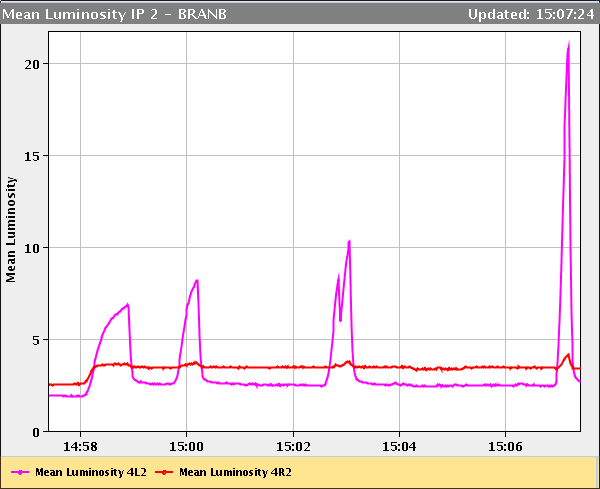 Mean Luminosity IP 2 - BRANB Updated: 15:07:24
20
15
10
5
0
Mean Luminosity
14:58 15:00 15:02 15:04 15:06
Mean Luminosity 4L2 Mean Luminosity 4R2